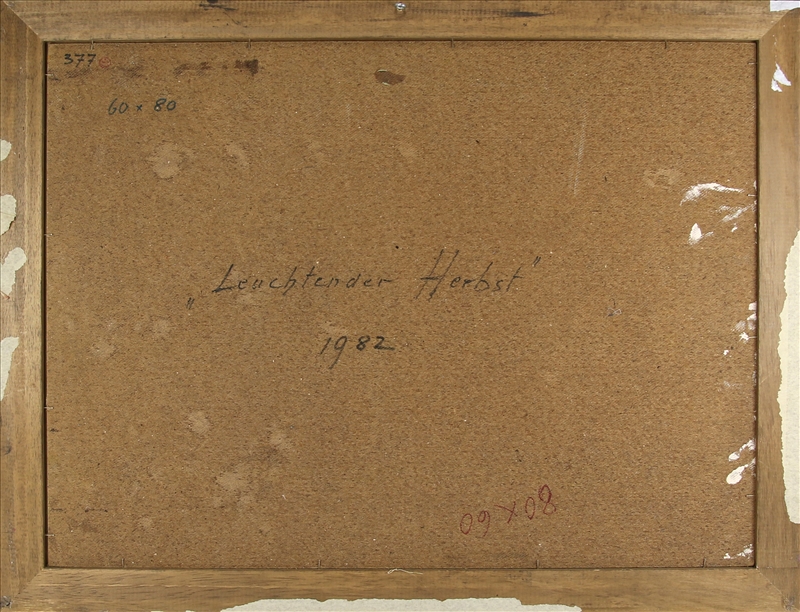 377
60 x 80
„Leuchtender Herbst"
1982
60 x 80